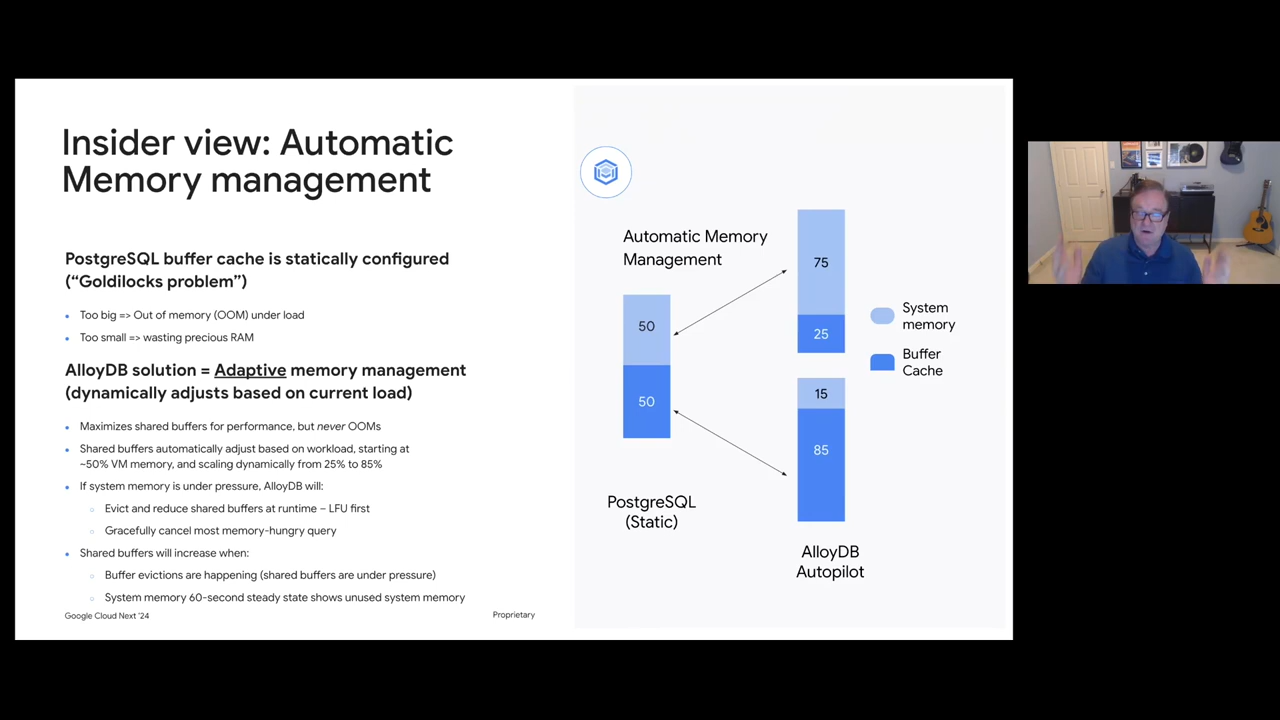 Insider view: Automatic
Memory management
PostgreSQL buffer cache is statically configured
(“Goldilocks problem”)
Too big => Out of memory (OOM) under load
Too small => wasting precious RAM
AlloyDB solution = Adaptive memory management
(dynamically adjusts based on current load)
Maximizes shared buffers for performance, but never OOMs
Shared buffers automatically adjust based on workload, starting at
~50% VM memory, and scaling dynamically from 25% to 85%
If system memory is under pressure, AlloyDB will:
Evict and reduce shared buffers at runtime – LFU first
Gracefully cancel most memory-hungry query
Shared buffers will increase when:
Buffer evictions are happening (shared buffers are under pressure)
System memory 60-second steady state shows unused system memory
Google Cloud Next '24
Proprietary
Automatic Memory
Management
50
50
PostgreSQL
(Static)
75
25
15
85
AlloyDB
Autopilot
System
memory
Buffer
Cache